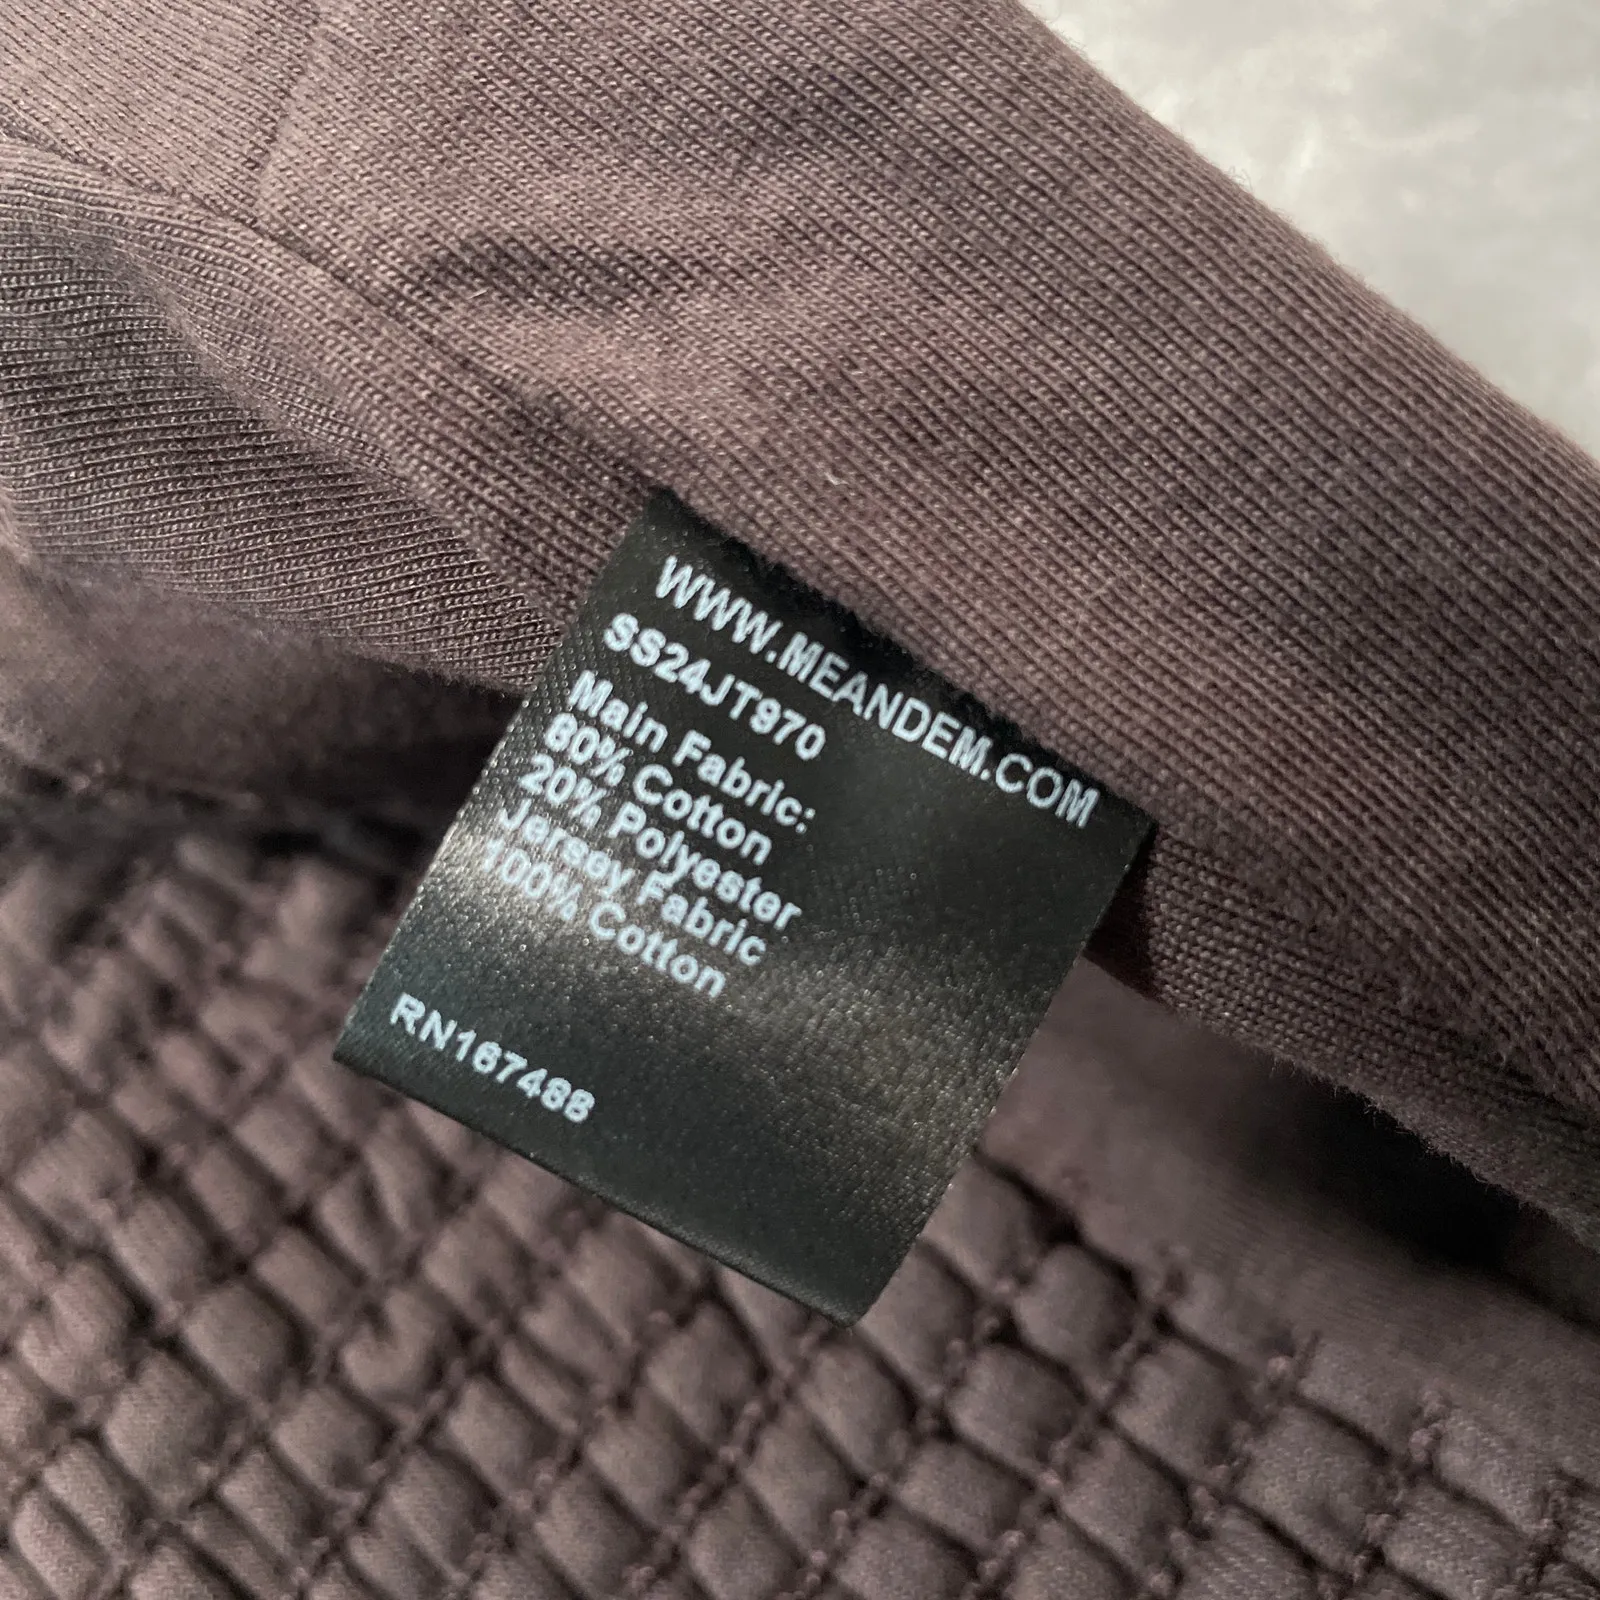 WWW.MEANDEM.COM
SS24JT970
Main Fabric:
80% Cotton
20% Polyester
Jersey Fabric
100% Cotton
RN167488